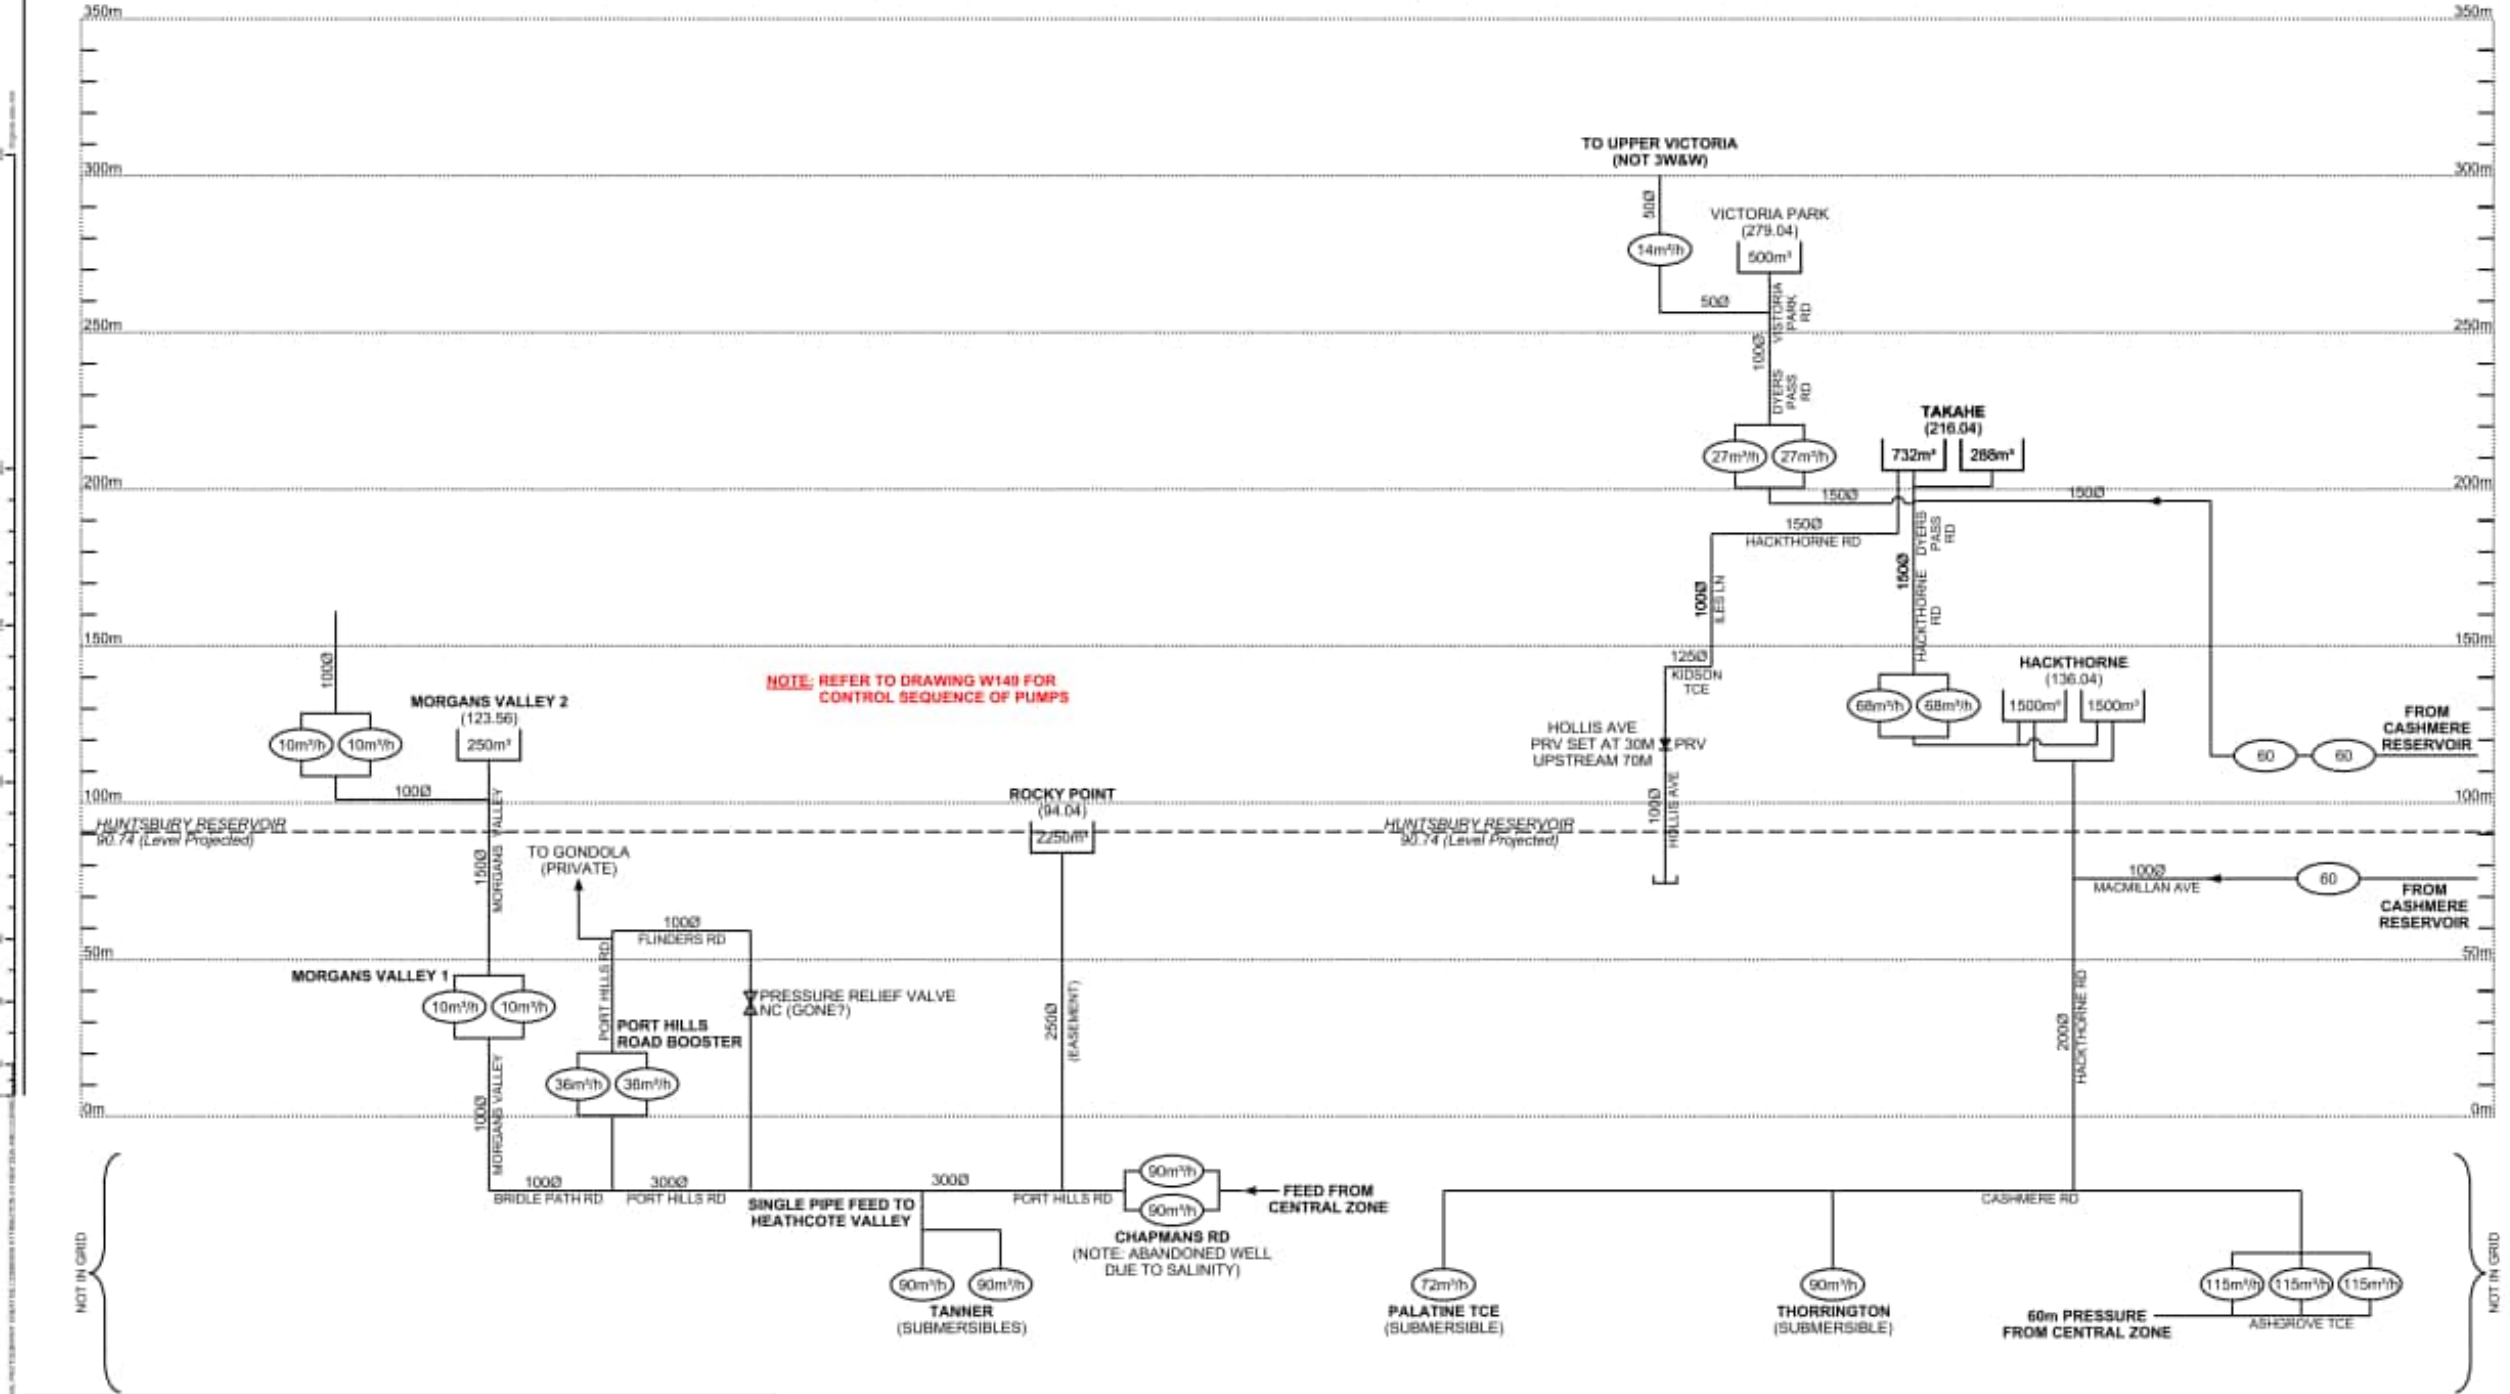 350m
350m
TO UPPER VICTORIA
(NOT 3W&W)
300m
300m
50Ø
VICTORIA PARK
(279.04)
14m³/h
500m³
50Ø
VISTORIA
PARK
RD
250m
250m
100Ø
DYERS
PASS
RD
TAKAHE
(216.04)
27m³/h
27m³/h
732m³
288m³
200m
200m
150Ø
150Ø
150Ø
HACKTHORNE RD
DYERS
PASS
RD
150Ø
100Ø
ILES LN
HACKTHORNE
RD
150m
150m
125Ø
KIDSON
TCE
100Ø
NOTE: REFER TO DRAWING W149 FOR
CONTROL SEQUENCE OF PUMPS
HACKTHORNE
(136.04)
MORGANS VALLEY 2
(123.56)
10m³/h
10m³/h
250m³
68m³/h
68m³/h
1500m³
1500m³
HOLLIS AVE
PRV SET AT 30M
UPSTREAM 70M
PRV
FROM
CASHMERE
RESERVOIR
60
60
100Ø
100m
100m
ROCKY POINT
(94.04)
2250m³
100Ø
HOLLIS AVE
HUNTSBURY RESERVOIR
90.74 (Level Projected)
HUNTSBURY RESERVOIR
90.74 (Level Projected)
150Ø
MORGANS VALLEY
TO GONDOLA
(PRIVATE)
100Ø
MACMILLAN AVE
60
FROM
CASHMERE
RESERVOIR
100Ø
FLINDERS RD
50m
50m
MORGANS VALLEY 1
10m³/h
10m³/h
PORT HILLS RD
PRESSURE RELIEF VALVE
NC (GONE?)
PORT HILLS
ROAD BOOSTER
36m³/h
36m³/h
250Ø
(EASEMENT)
200Ø
HACKTHORNE RD
0m
0m
100Ø
MORGANS VALLEY
100Ø
BRIDLE PATH RD
300Ø
PORT HILLS RD
300Ø
PORT HILLS RD
SINGLE PIPE FEED TO
HEATHCOTE VALLEY
90m³/h
90m³/h
FEED FROM
CENTRAL ZONE
CHAPMANS RD
(NOTE: ABANDONED WELL
DUE TO SALINITY)
CASHMERE RD
NOT IN GRID
NOT IN GRID
90m³/h
90m³/h
TANNER
(SUBMERSIBLES)
72m³/h
PALATINE TCE
(SUBMERSIBLE)
90m³/h
THORRINGTON
(SUBMERSIBLE)
115m³/h
115m³/h
115m³/h
60m PRESSURE
FROM CENTRAL ZONE
ASHGROVE TCE